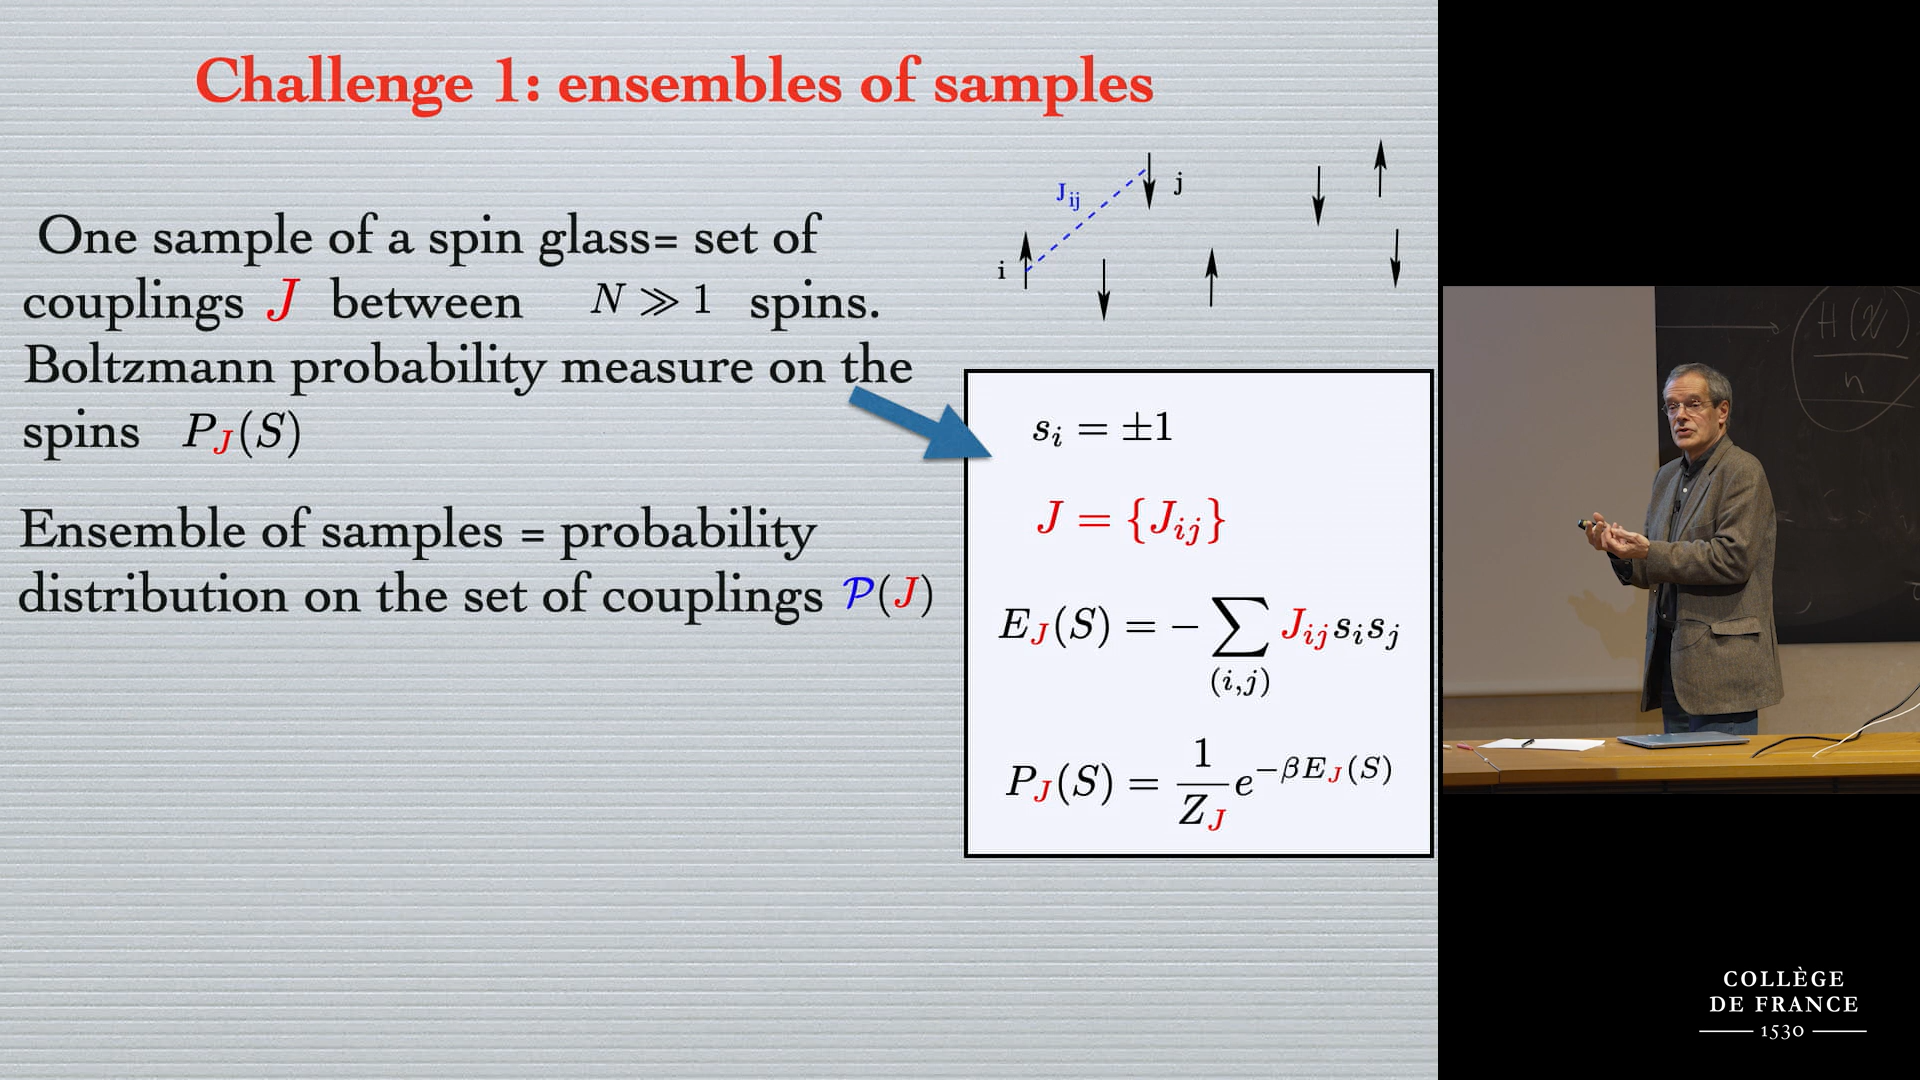 Challenge 1: ensembles of samples
One sample of a spin glass= set of
couplings J between N ≫ 1 spins.
Boltzmann probability measure on the
spins P_J(S)
Ensemble of samples = probability
distribution on the set of couplings 𝒫(J)
J_ij
j
i
s_i = ±1
J = {J_ij}
E_J(S) = − ∑_(i,j) J_ij s_i s_j
P_J(S) = 1/Z_J e^{−βE_J(S)}
COLLÈGE
DE FRANCE
1530